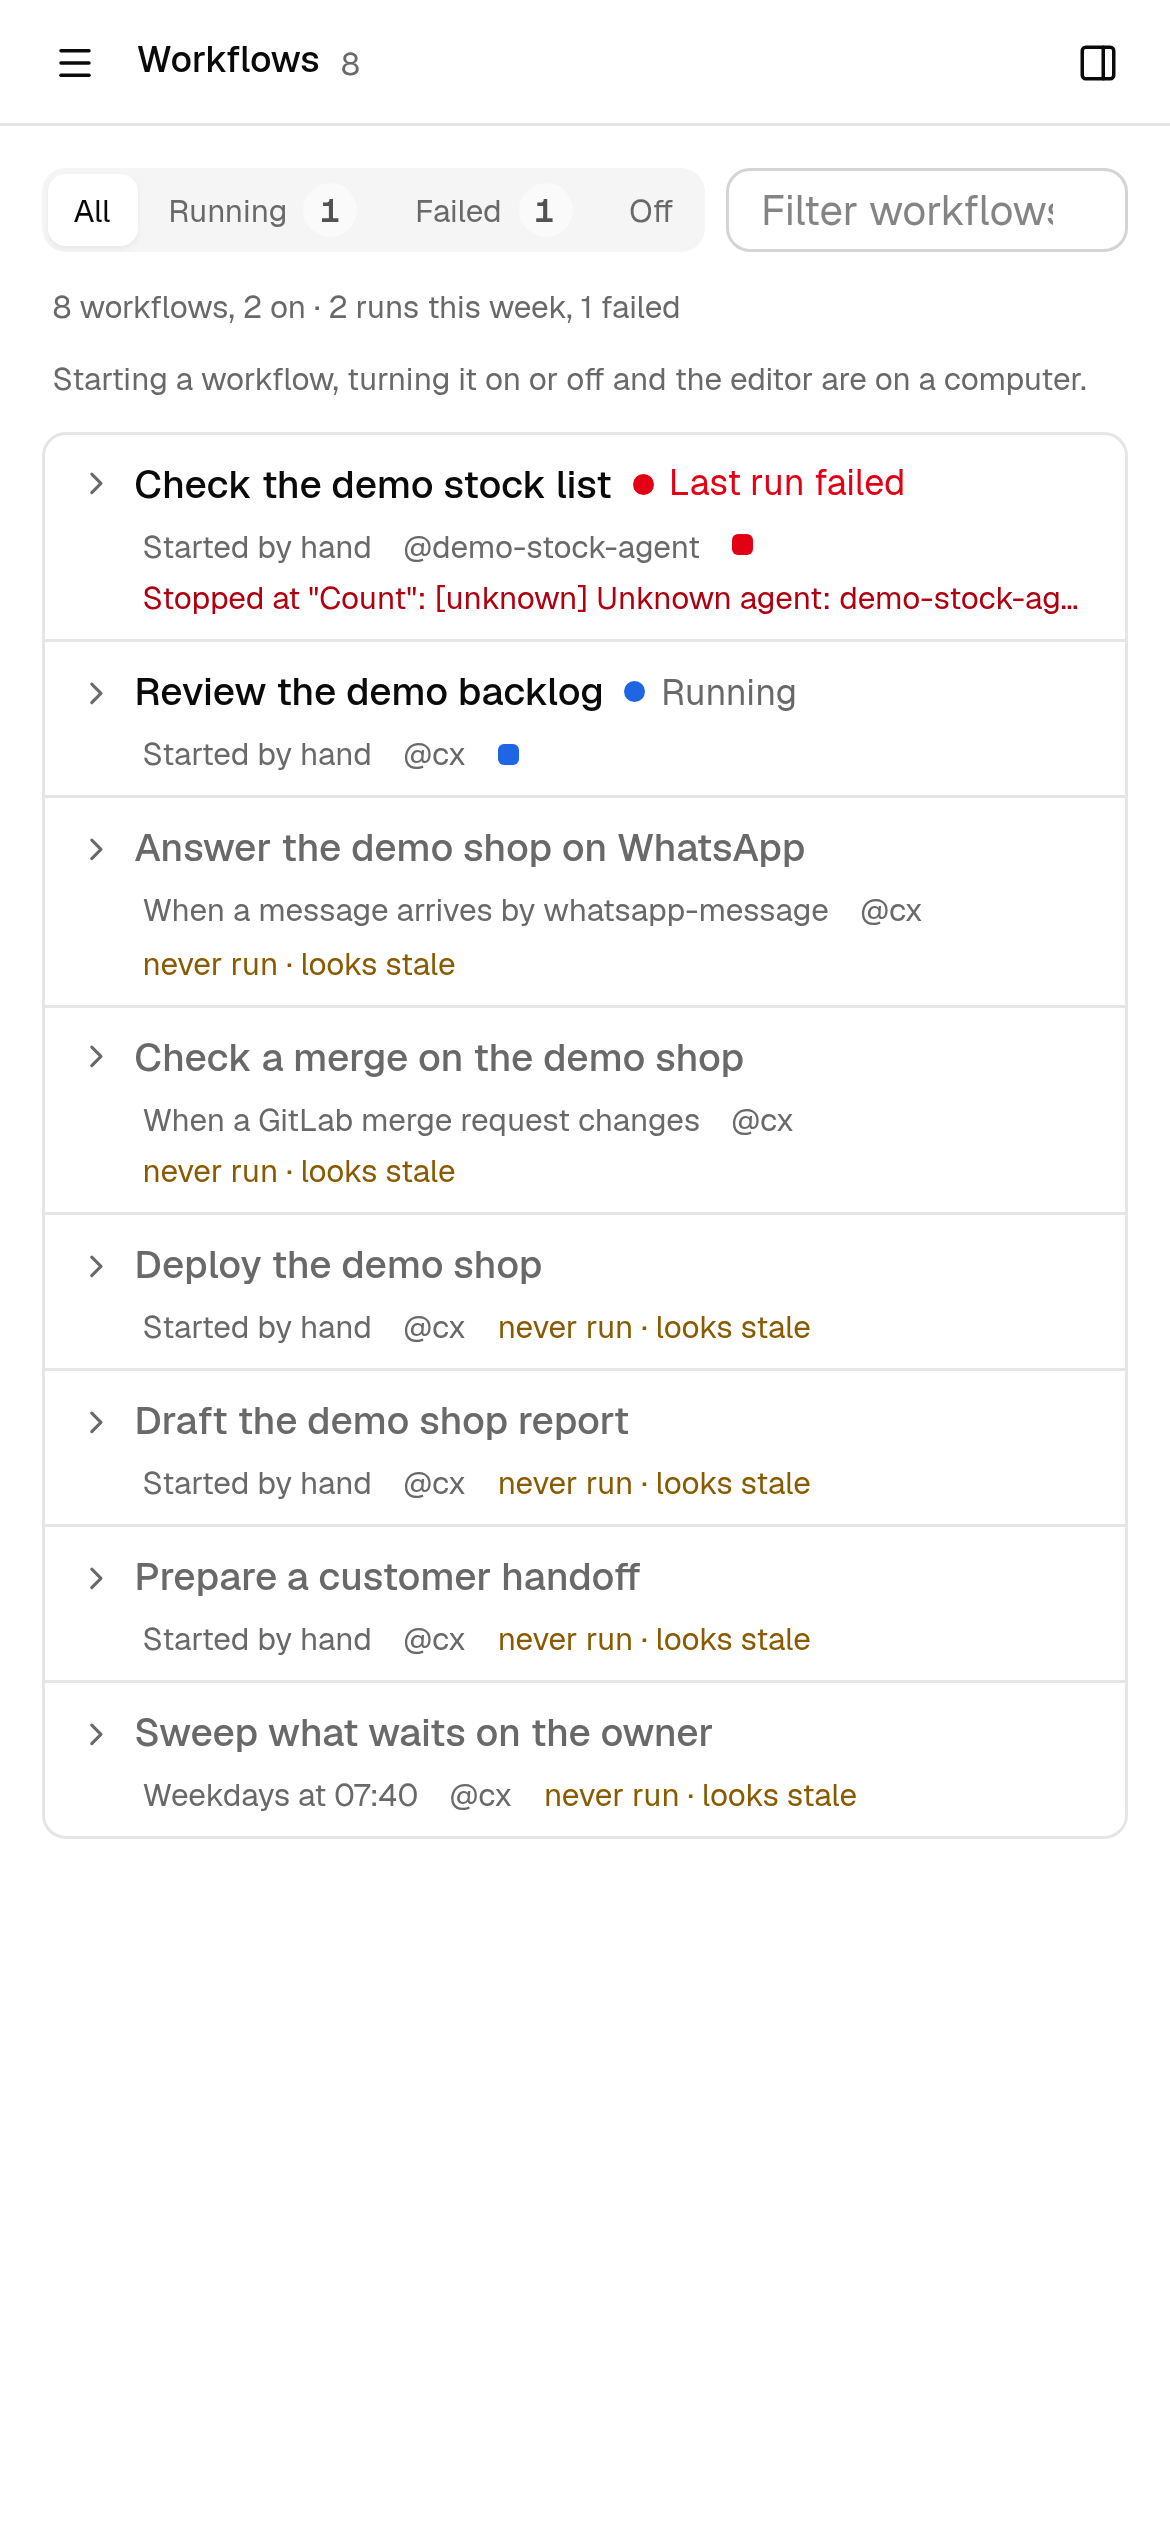 Workflows 8
All Running 1 Failed 1 Off Filter workflows
8 workflows, 2 on · 2 runs this week, 1 failed
Starting a workflow, turning it on or off and the editor are on a computer.
Check the demo stock list Last run failed
Started by hand @demo-stock-agent
Stopped at "Count": [unknown] Unknown agent: demo-stock-ag...
Review the demo backlog Running
Started by hand @cx
Answer the demo shop on WhatsApp
When a message arrives by whatsapp-message @cx
never run · looks stale
Check a merge on the demo shop
When a GitLab merge request changes @cx
never run · looks stale
Deploy the demo shop
Started by hand @cx never run · looks stale
Draft the demo shop report
Started by hand @cx never run · looks stale
Prepare a customer handoff
Started by hand @cx never run · looks stale
Sweep what waits on the owner
Weekdays at 07:40 @cx never run · looks stale